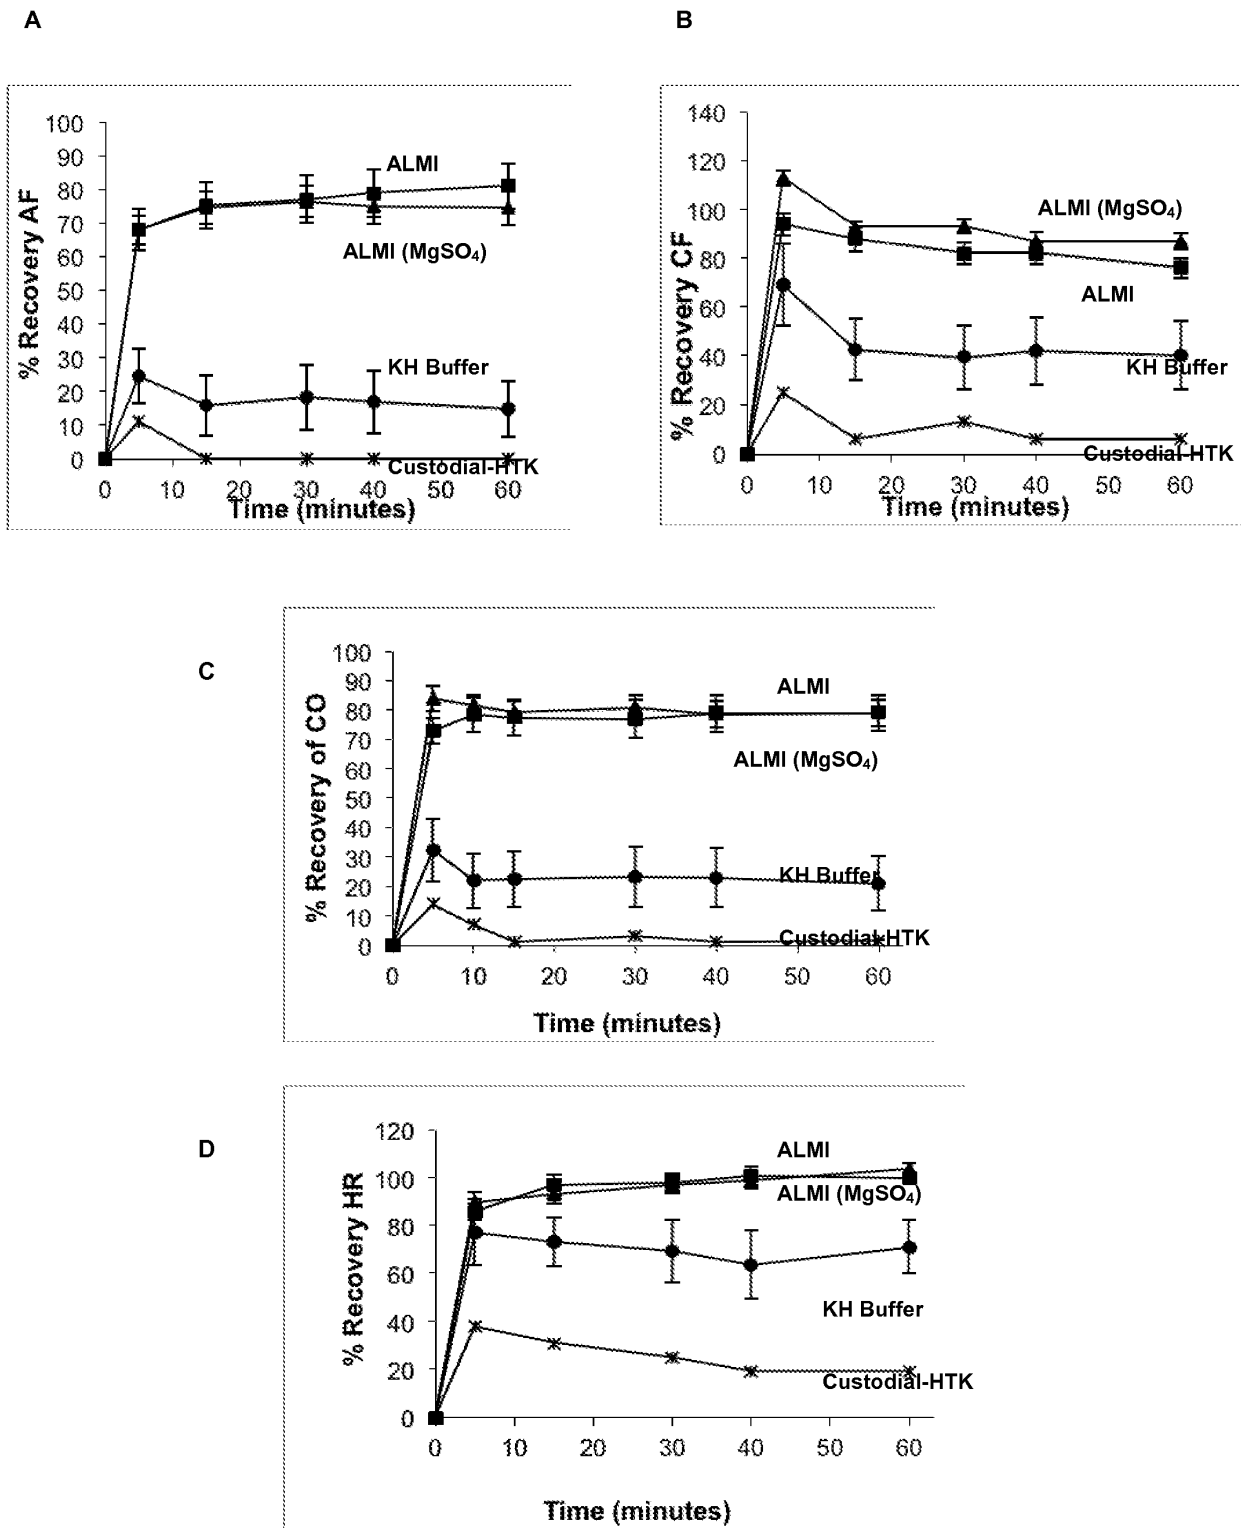 A
B
100
90
80
70
60
50
40
30
20
10
0
% Recovery AF
ALMI
ALMI (MgSO₄)
KH Buffer
Custodial-HTK
0 10 20 30 40 50 60
Time (minutes)
140
120
100
80
60
40
20
0
% Recovery CF
ALMI (MgSO₄)
ALMI
KH Buffer
Custodial-HTK
0 10 20 30 40 50 60
Time (minutes)
C
100
90
80
70
60
50
40
30
20
10
0
% Recovery of CO
ALMI
ALMI (MgSO₄)
KH Buffer
Custodial-HTK
0 10 20 30 40 50 60
Time (minutes)
D
120
100
80
60
40
20
0
% Recovery HR
ALMI
ALMI (MgSO₄)
KH Buffer
Custodial-HTK
0 10 20 30 40 50 60
Time (minutes)